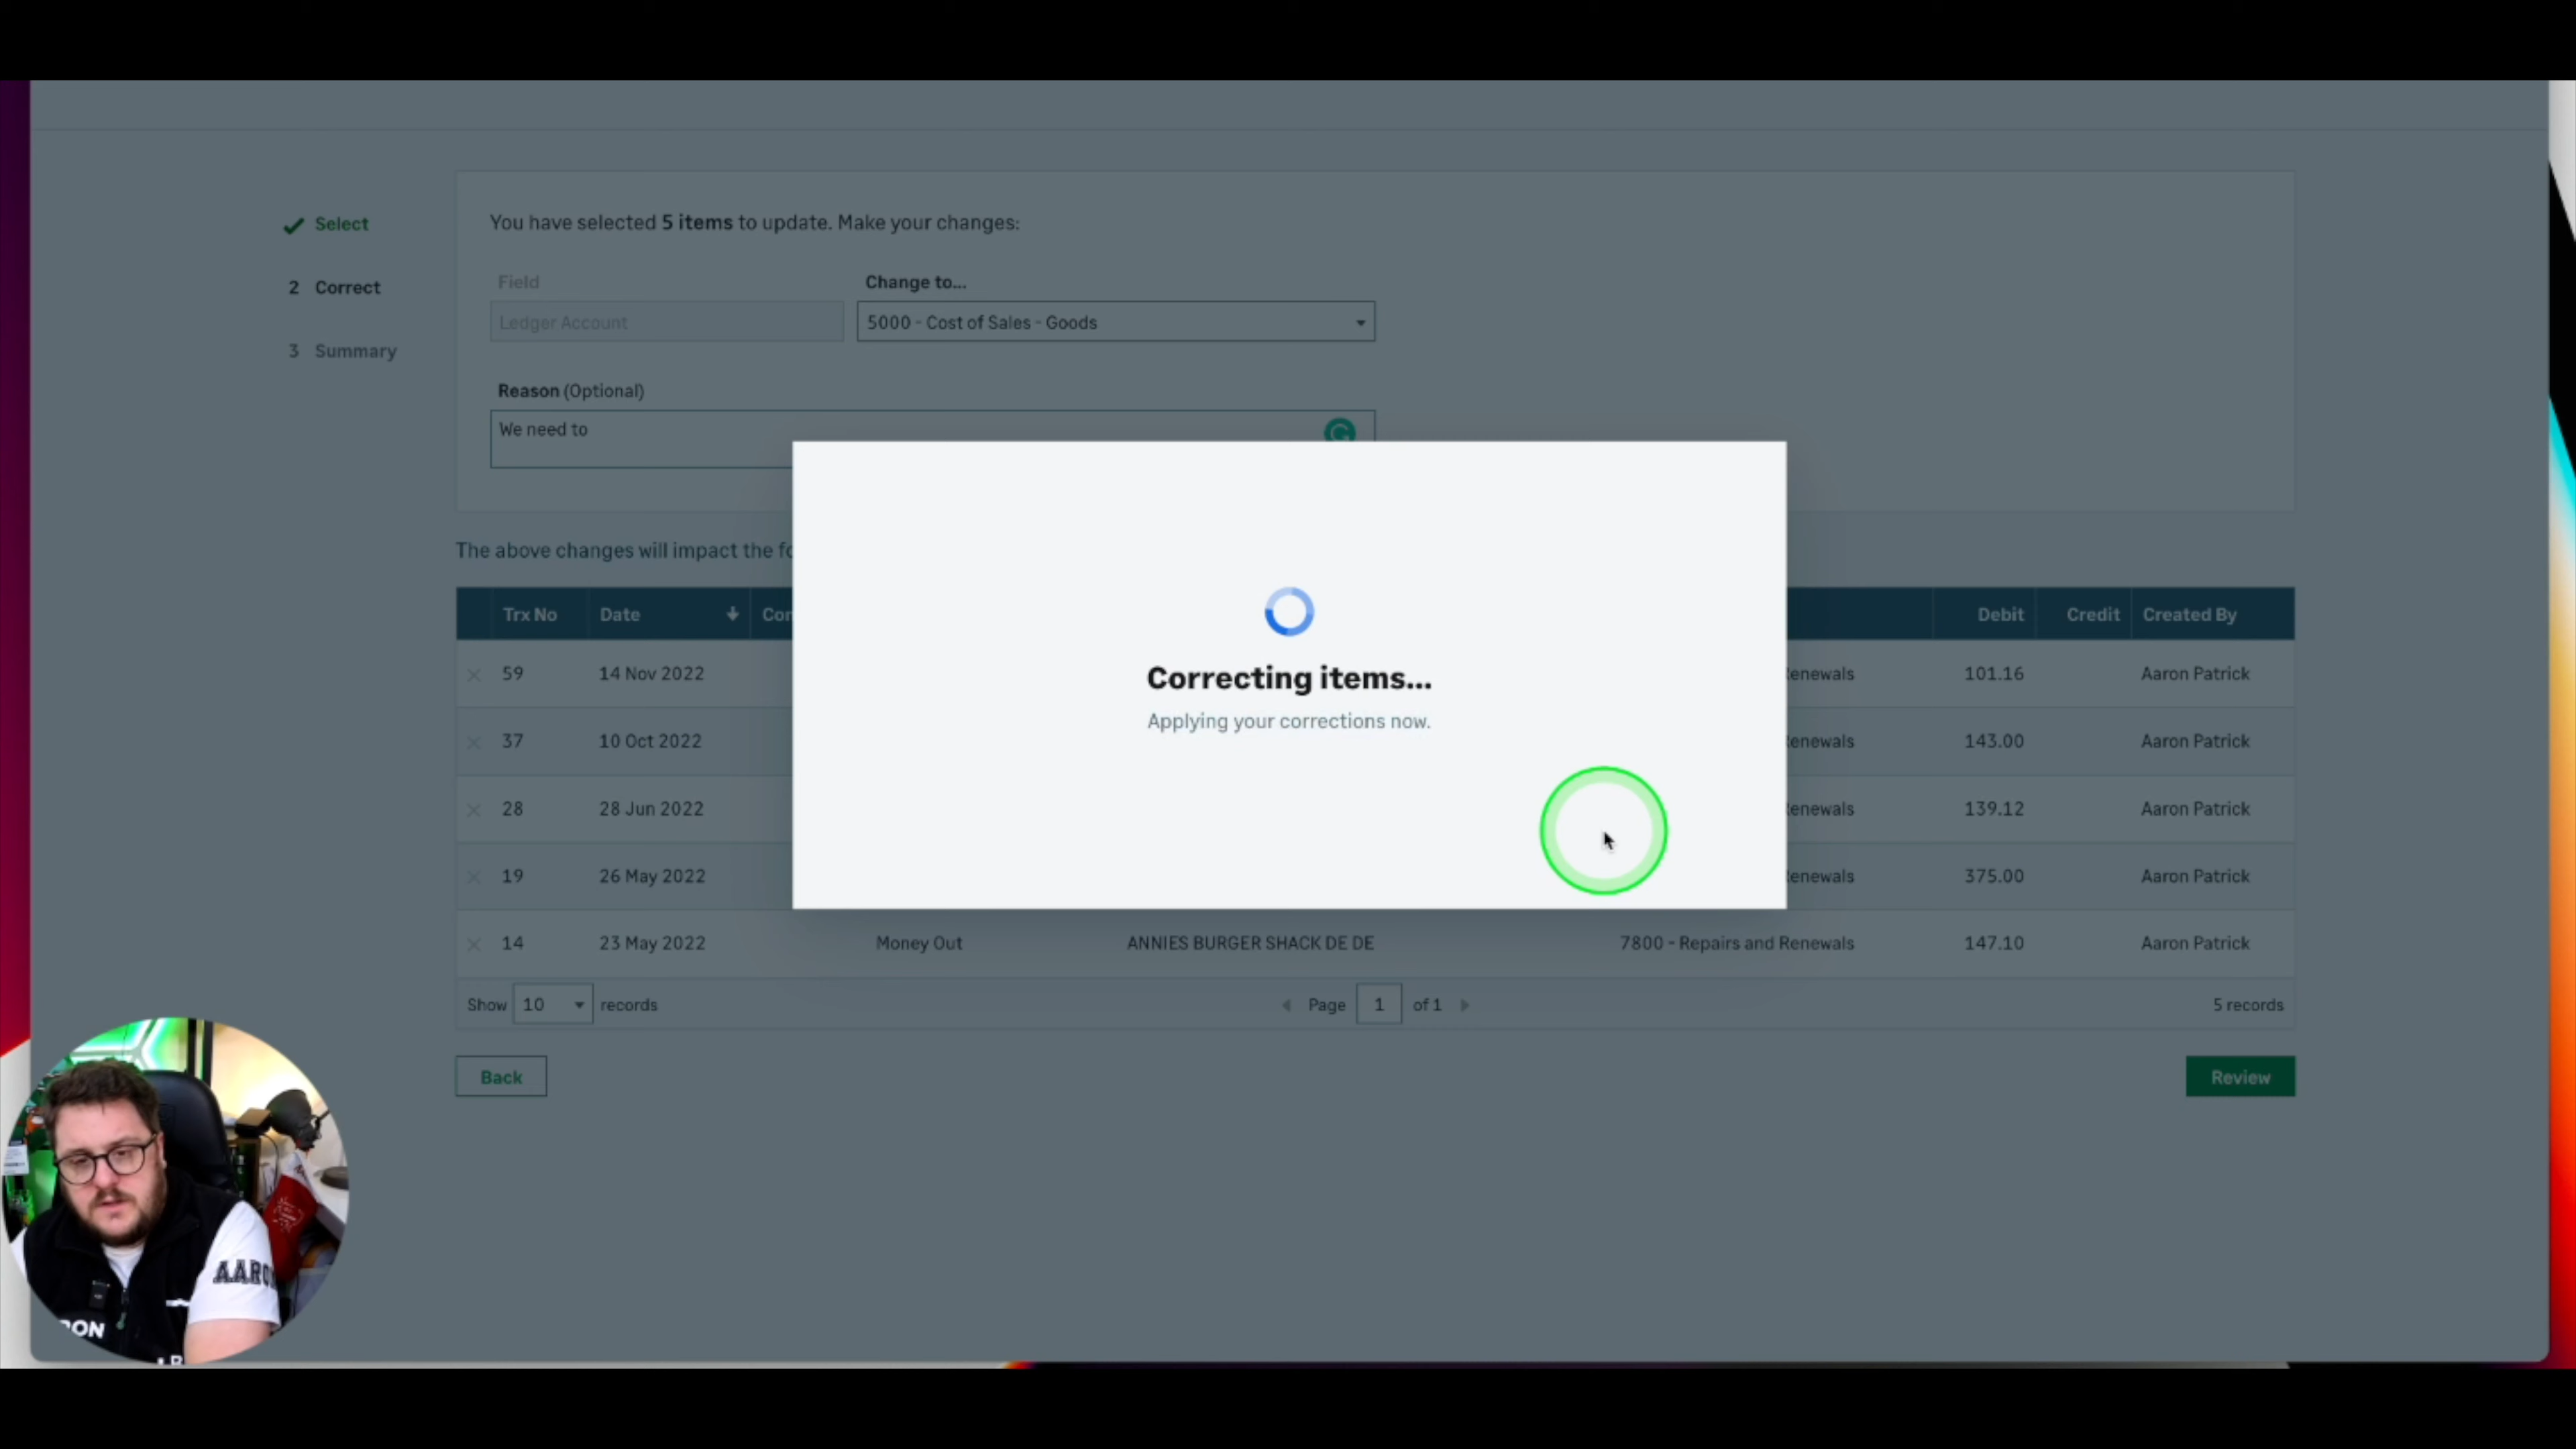 Select
2 Correct
3 Summary
You have selected 5 items to update. Make your changes:
Field
Change to...
Ledger Account
5000 - Cost of Sales - Goods
Reason (Optional)
We need to
The above changes will impact the
Correcting items...
Applying your corrections now.
Trx No Date Debit Credit Created By
59 14 Nov 2022 101.16 Aaron Patrick
37 10 Oct 2022 143.00 Aaron Patrick
28 28 Jun 2022 139.12 Aaron Patrick
19 26 May 2022 375.00 Aaron Patrick
14 23 May 2022 Money Out ANNIES BURGER SHACK DE DE 7800 - Repairs and Renewals 147.10 Aaron Patrick
Show 10 records Page 1 of 1 5 records
Back
Review